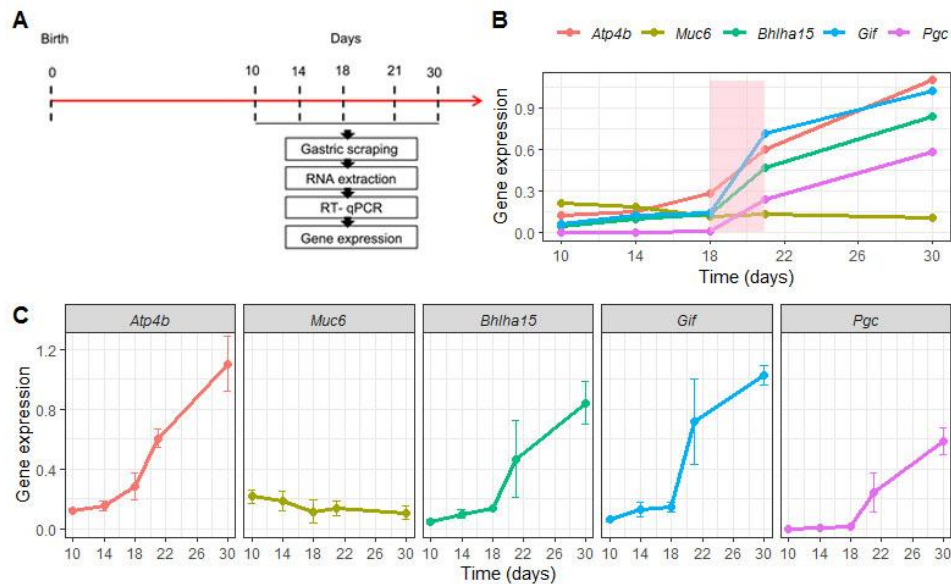 A
Birth
Days
0
10
14
18
21
30
Gastric scraping
RNA extraction
RT- qPCR
Gene expression
B
Atp4b
Muc6
Bhlha15
Gif
Pgc
Gene expression
0.9
0.6
0.3
0.0
10
14
18
22
26
30
Time (days)
C
Atp4b
Muc6
Bhlha15
Gif
Pgc
Gene expression
1.2
0.8
0.4
0.0
10 14 18 22 26 30
10 14 18 22 26 30
10 14 18 22 26 30
10 14 18 22 26 30
10 14 18 22 26 30
Time (days)